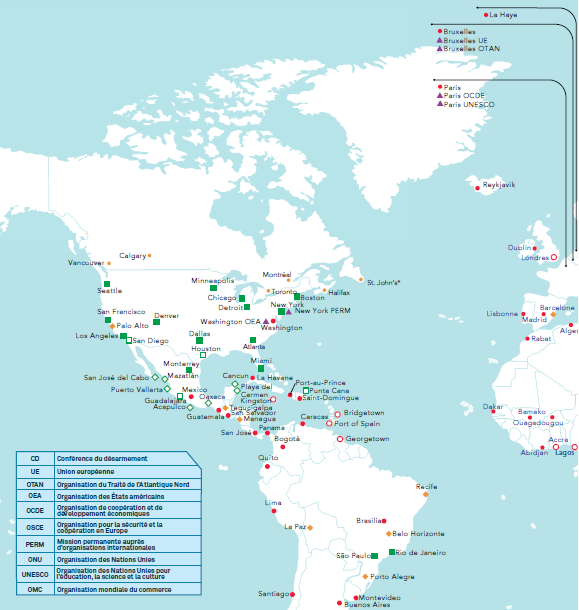 La Haye
Bruxelles
Bruxelles UE
Bruxelles OTAN
Paris
Paris OCDE
Paris UNESCO
Reykjavik
Dublin
Londres
Calgary
Vancouver
Montréal
St. John's*
Seattle
Minneapolis
Toronto
Halifax
Chicago
Boston
Detroit
New York
New York PERM
San Francisco
Denver
Palo Alto
Washington OEA
Washington
Lisbonne
Madrid
Barcelone
Los Angeles
San Diego
Dallas
Houston
Atlanta
Alger
Rabat
Monterrey
Miami
San José del Cabo
Mazatlán
Cancun
La Havane
Port-au-Prince
Puerto Vallarta
Mexico
Playa del
Carmen
Punta Cana
Guadalajara
Oaxaca
Kingston
Saint-Domingue
Acapulco
Tegucigalpa
Guatemala
San Salvador
Managua
Caracas
Bridgetown
Port of Spain
Dakar
Bamako
Ouagadougou
San José
Panama
Bogotá
Georgetown
Accra
Abidjan
Lagos
Quito
Recife
Lima
La Paz
Brasilia
Belo Horizonte
São Paulo
Rio de Janeiro
Porto Alegre
Santiago
Montevideo
Buenos Aires
CD Conférence du désarmement
UE Union européenne
OTAN Organisation du Traité de l'Atlantique Nord
OEA Organisation des États américains
OCDE Organisation de coopération et de
développement économiques
OSCE Organisation pour la sécurité et la
coopération en Europe
PERM Mission permanente auprès
d'organisations internationales
ONU Organisation des Nations Unies
UNESCO Organisation des Nations Unies pour
l'éducation, la science et la culture
OMC Organisation mondiale du commerce